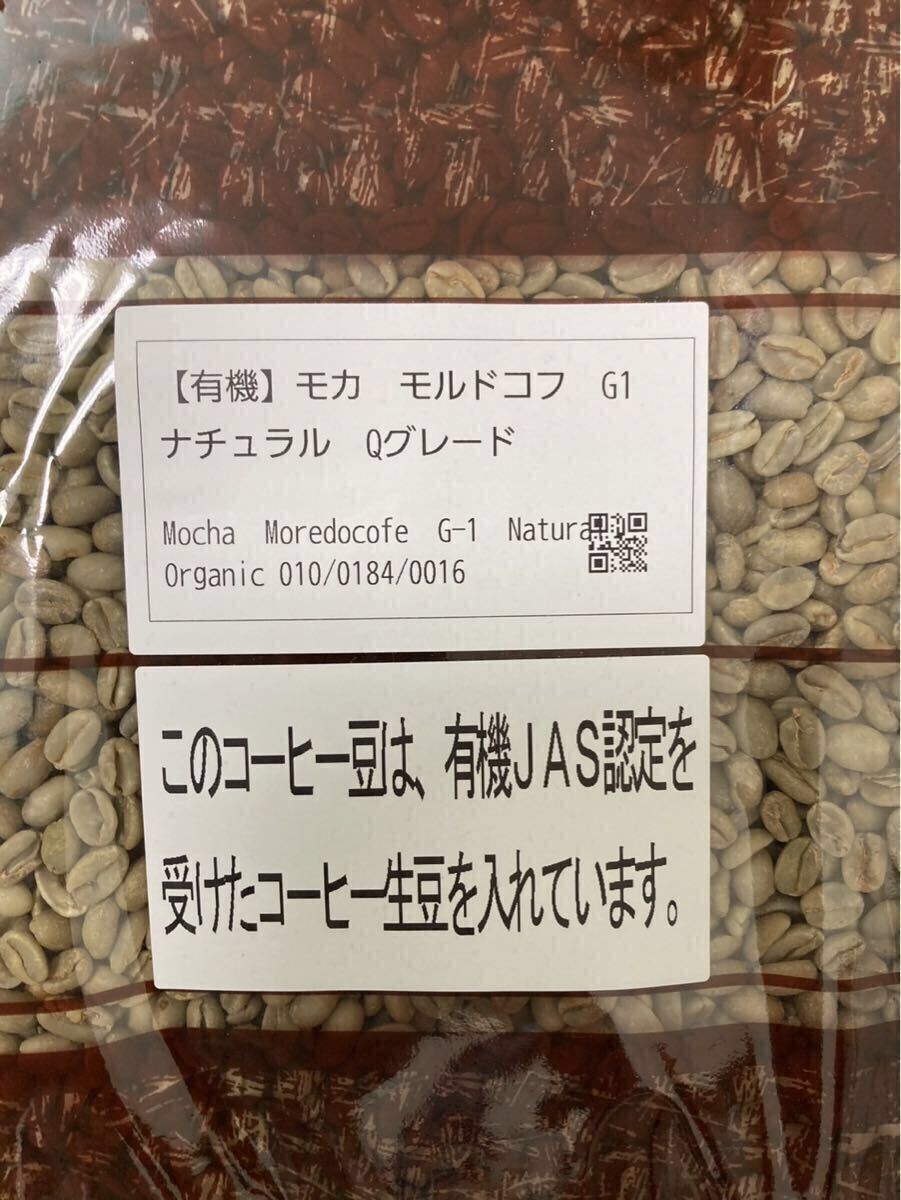 【有機】モカ　モルドコフ　G1
ナチュラル　Qグレード
Mocha Moredocofe G-1 Natura
Organic 010/0184/0016
このコーヒー豆は、有機JAS認定を
受けたコーヒー生豆を入れています。